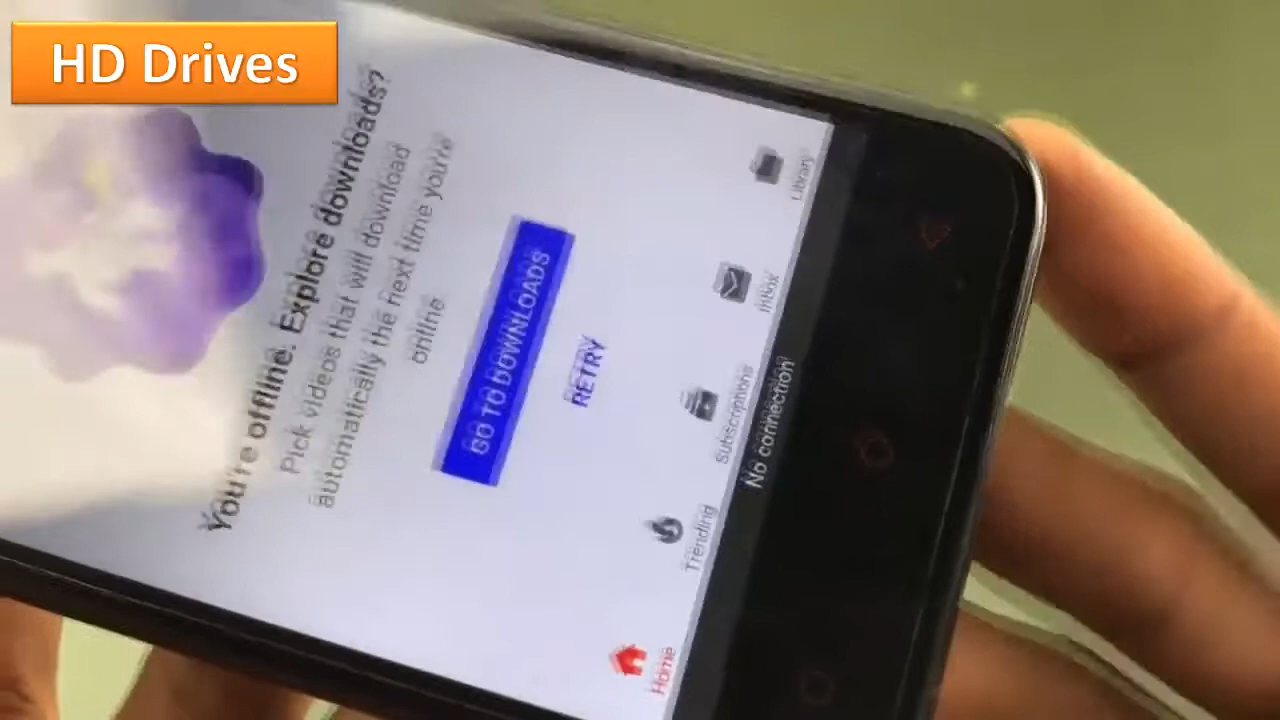 HD Drives
You're offline. Explore downloads?
Pick videos that will download
automatically the next time you're
online
GO TO DOWNLOADS
RETRY
Home
Trending
Subscriptions
Inbox
Library
No connection